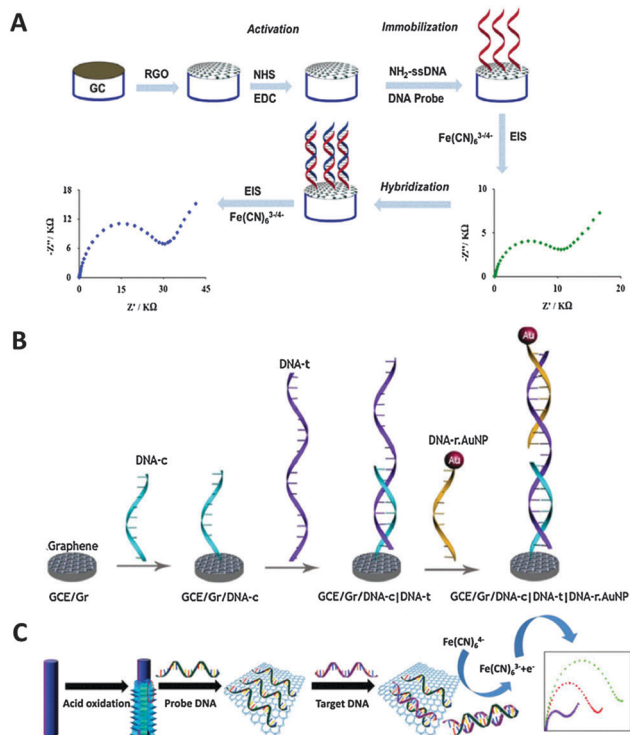 A
Activation
Immobilization
GC
RGO
NHS
EDC
NH2-ssDNA
DNA Probe
Fe(CN)6 3-/4-
EIS
Hybridization
EIS
Fe(CN)6 3-/4-
-Z'' / KΩ
18
12
6
0
0 15 30 45
Z' / KΩ
-Z'' / KΩ
8
4
0
0 10 20
Z' / KΩ
B
DNA-t
Au
DNA-c
DNA-r.AuNP
Au
Graphene
GCE/Gr
GCE/Gr/DNA-c
GCE/Gr/DNA-c|DNA-t
GCE/Gr/DNA-c|DNA-t|DNA-r.AuNP
C
Acid oxidation
Probe DNA
Target DNA
Fe(CN)6 4-
Fe(CN)6 3-+e-